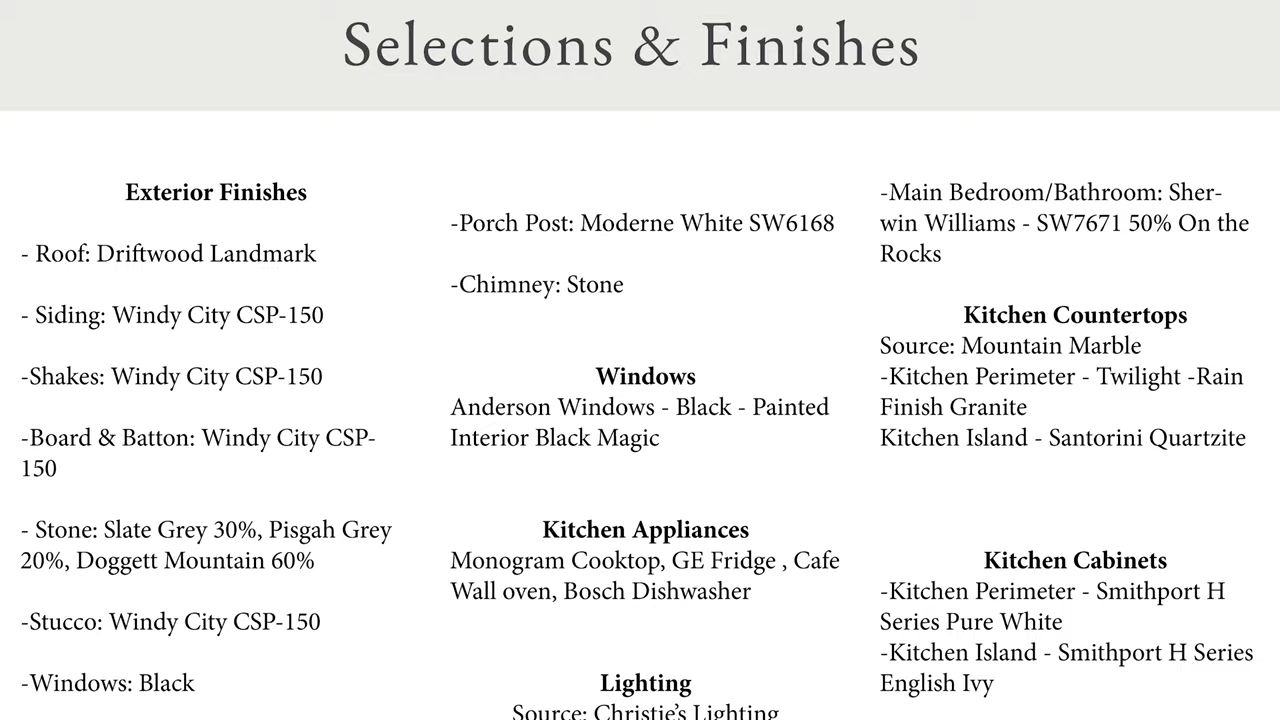 Selections & Finishes
Exterior Finishes
- Roof: Driftwood Landmark
- Siding: Windy City CSP-150
-Shakes: Windy City CSP-150
-Board & Batton: Windy City CSP-
150
- Stone: Slate Grey 30%, Pisgah Grey
20%, Doggett Mountain 60%
-Stucco: Windy City CSP-150
-Windows: Black
-Porch Post: Moderne White SW6168
-Chimney: Stone
Windows
Anderson Windows - Black - Painted
Interior Black Magic
Kitchen Appliances
Monogram Cooktop, GE Fridge , Cafe
Wall oven, Bosch Dishwasher
Lighting
Source: Christie’s Lighting
-Main Bedroom/Bathroom: Sher-
win Williams - SW7671 50% On the
Rocks
Kitchen Countertops
Source: Mountain Marble
-Kitchen Perimeter - Twilight -Rain
Finish Granite
Kitchen Island - Santorini Quartzite
Kitchen Cabinets
-Kitchen Perimeter - Smithport H
Series Pure White
-Kitchen Island - Smithport H Series
English Ivy